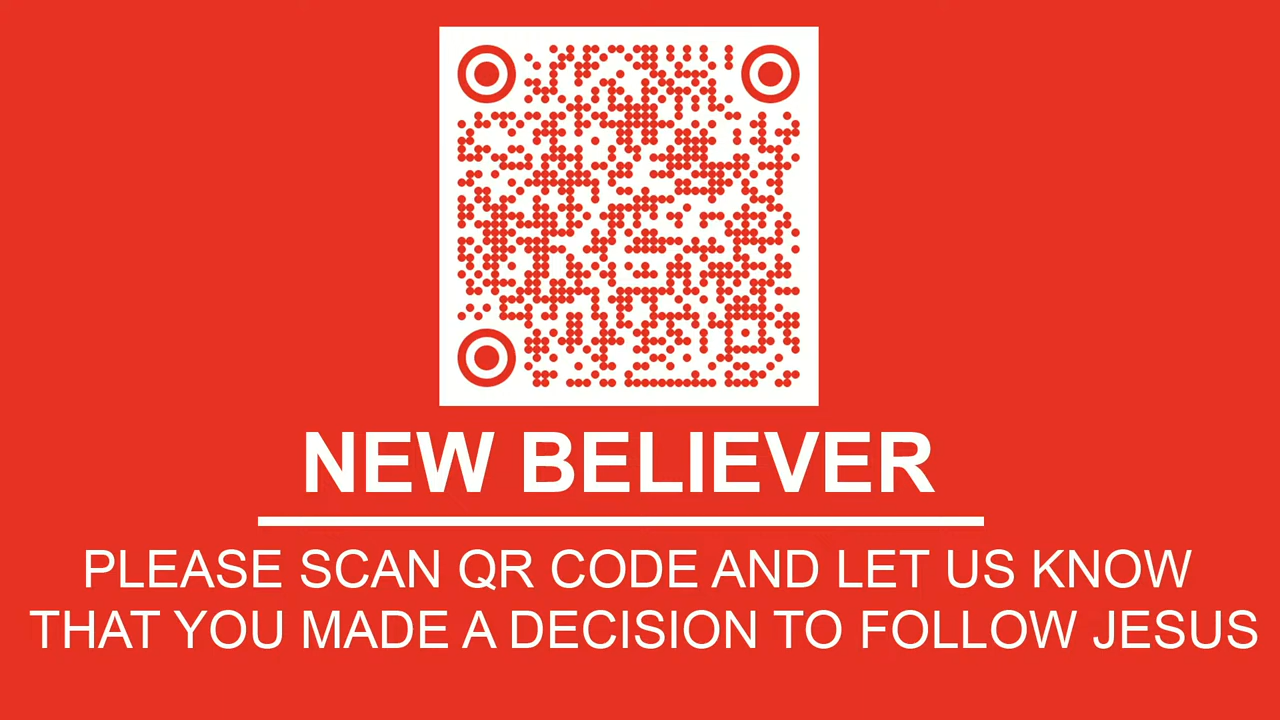 NEW BELIEVER
PLEASE SCAN QR CODE AND LET US KNOW
THAT YOU MADE A DECISION TO FOLLOW JESUS